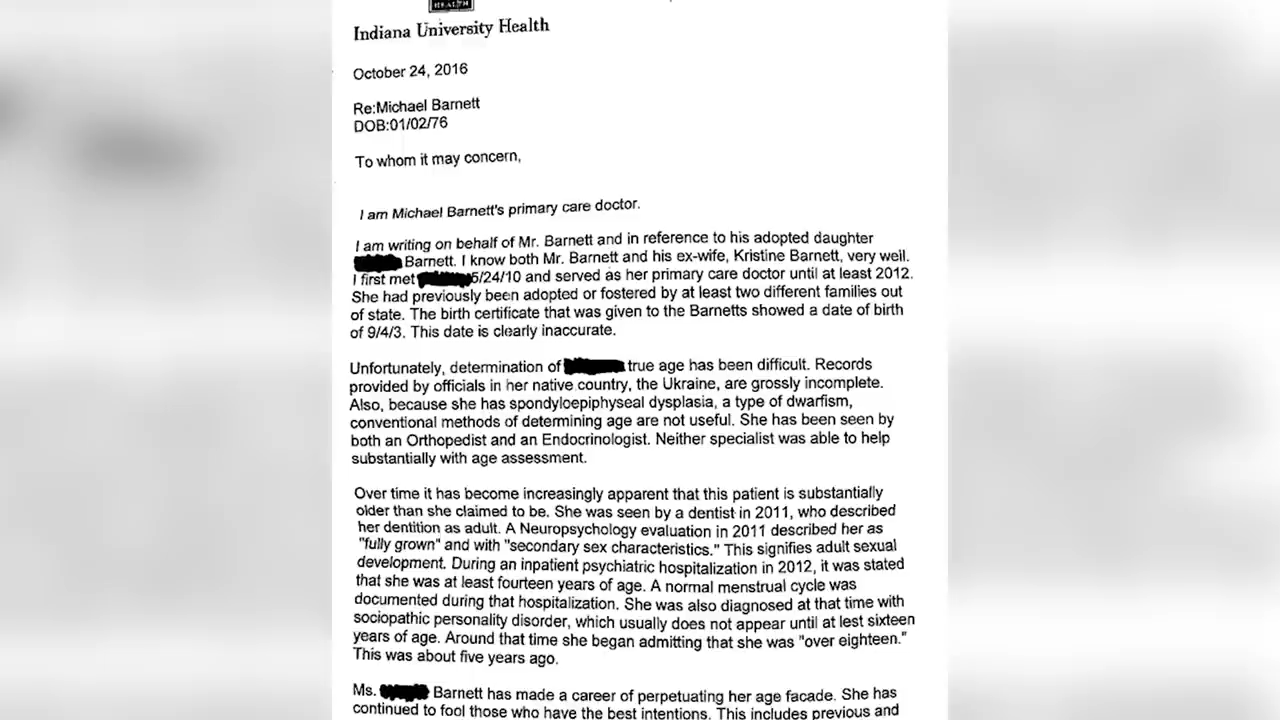 HEALTH
Indiana University Health
October 24, 2016
Re:Michael Barnett
DOB:01/02/76
To whom it may concern,
I am Michael Barnett's primary care doctor.
I am writing on behalf of Mr. Barnett and in reference to his adopted daughter
Barnett. I know both Mr. Barnett and his ex-wife, Kristine Barnett, very well.
I first met 5/24/10 and served as her primary care doctor until at least 2012.
She had previously been adopted or fostered by at least two different families out
of state. The birth certificate that was given to the Barnetts showed a date of birth
of 9/4/3. This date is clearly inaccurate.
Unfortunately, determination of true age has been difficult. Records
provided by officials in her native country, the Ukraine, are grossly incomplete.
Also, because she has spondyloepiphyseal dysplasia, a type of dwarfism,
conventional methods of determining age are not useful. She has been seen by
both an Orthopedist and an Endocrinologist. Neither specialist was able to help
substantially with age assessment.
Over time it has become increasingly apparent that this patient is substantially
older than she claimed to be. She was seen by a dentist in 2011, who described
her dentition as adult. A Neuropsychology evaluation in 2011 described her as
"fully grown" and with "secondary sex characteristics." This signifies adult sexual
development. During an inpatient psychiatric hospitalization in 2012, it was stated
that she was at least fourteen years of age. A normal menstrual cycle was
documented during that hospitalization. She was also diagnosed at that time with
sociopathic personality disorder, which usually does not appear until at lest sixteen
years of age. Around that time she began admitting that she was "over eighteen."
This was about five years ago.
Ms. Barnett has made a career of perpetuating her age facade. She has
continued to fool those who have the best intentions. This includes previous and